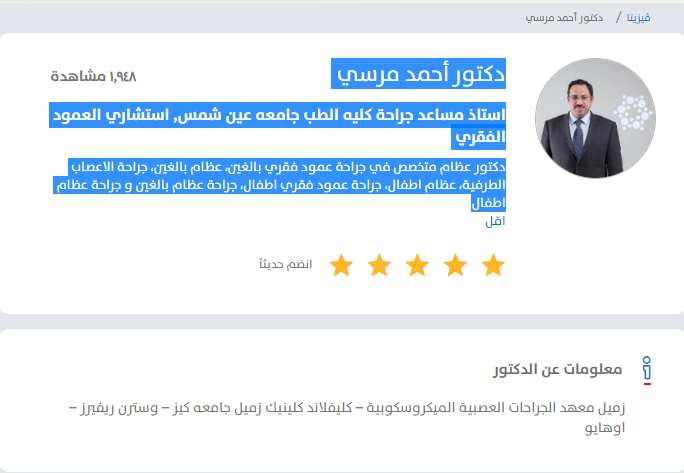 ڤيزيتا / دكتور أحمد مرسي
دكتور أحمد مرسي
١,٩٤٨ مشاهدة
استاذ مساعد جراحة كليه الطب جامعه عين شمس, استشاري العمود
الفقري
دكتور عظام متخصص في جراحة عمود فقري بالغين، عظام بالغين، جراحة الاعصاب
الطرفية، عظام اطفال، جراحة عمود فقري اطفال، جراحة عظام بالغين و جراحة عظام
اطفال
اقل
انضم حديثاً
معلومات عن الدكتور
زميل معهد الجراحات العصبية الميكروسكوبية – كليفلاند كلينيك زميل جامعه كيز – وسترن ريفيرز –
اوهايو